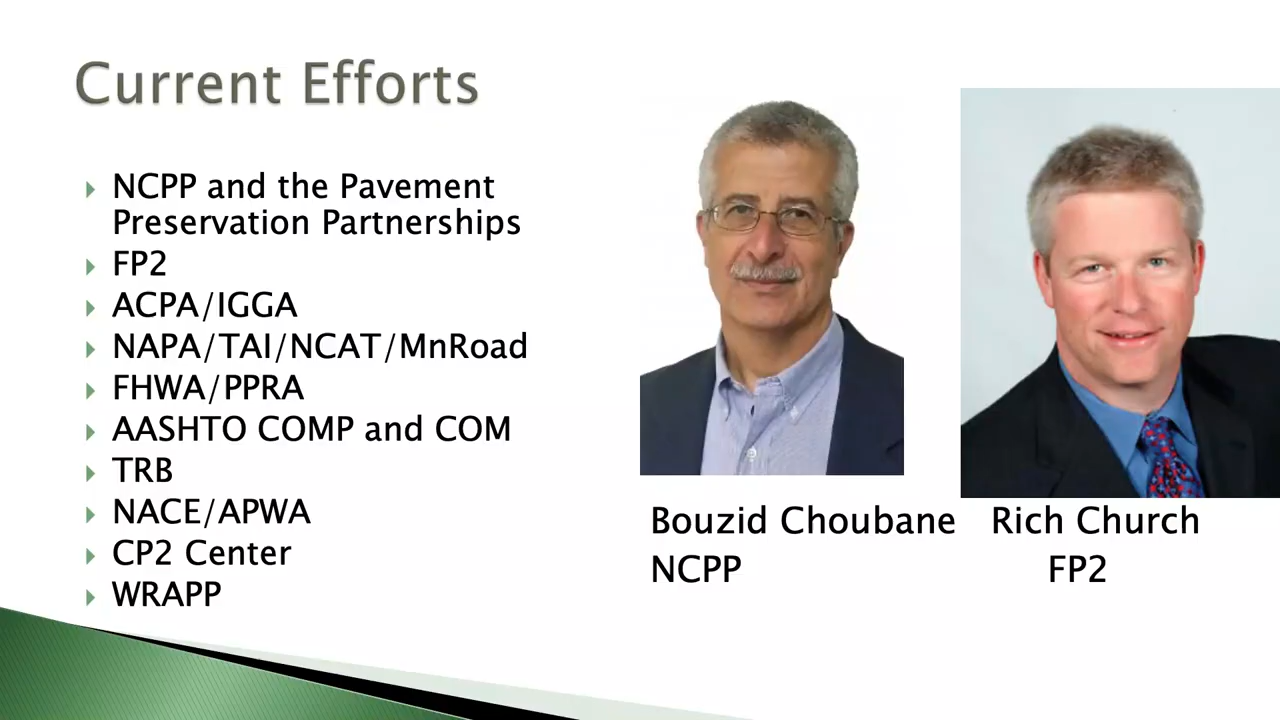 Current Efforts
NCPP and the Pavement
Preservation Partnerships
FP2
ACPA/IGGA
NAPA/TAI/NCAT/MnRoad
FHWA/PPRA
AASHTO COMP and COM
TRB
NACE/APWA
CP2 Center
WRAPP
Bouzid Choubane Rich Church
NCPP FP2